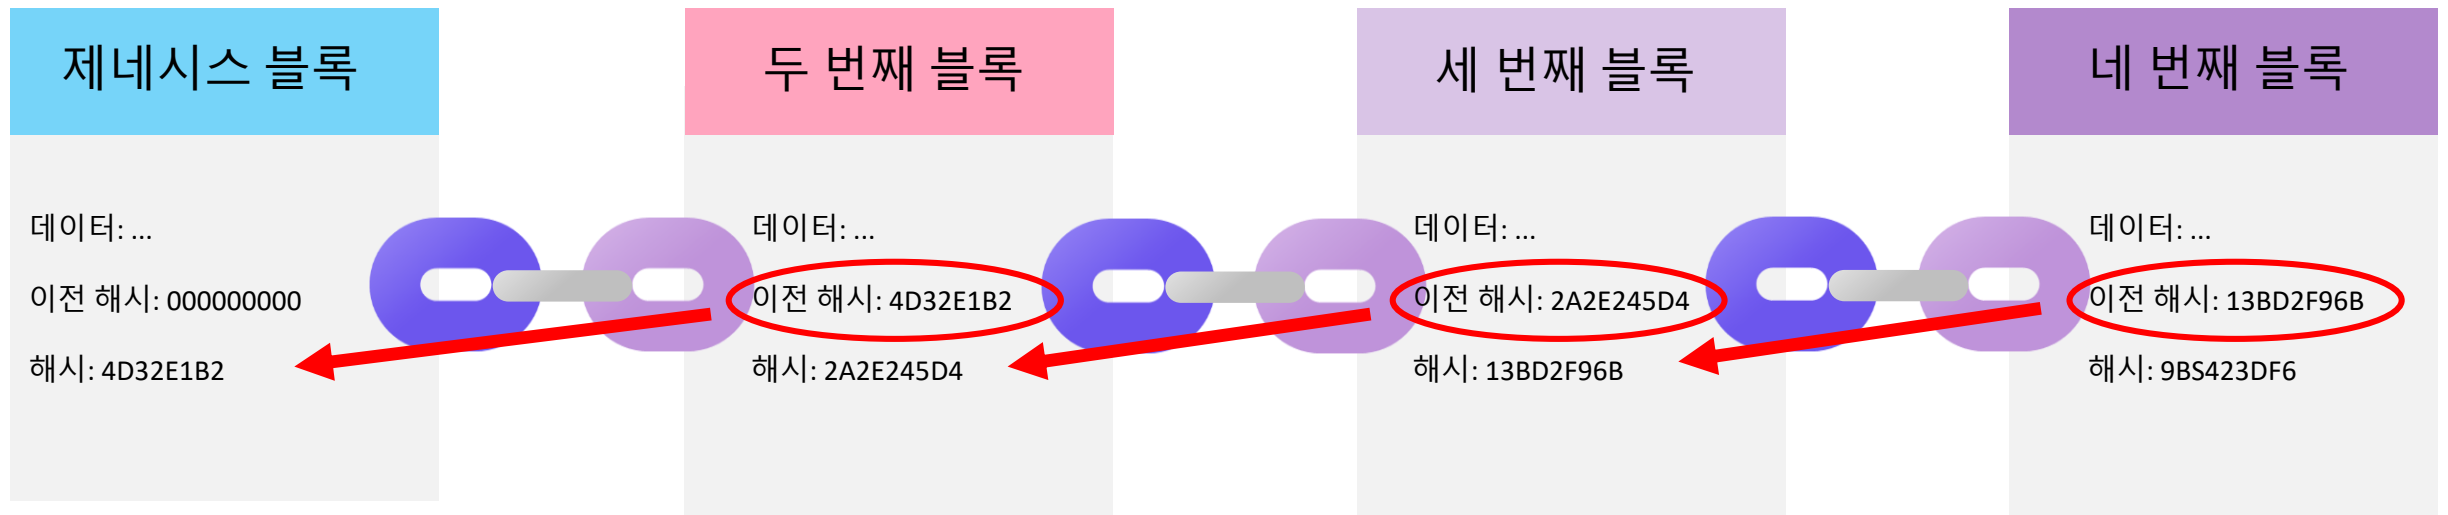 제네시스 블록
데이터: ...
이전 해시: 000000000
해시: 4D32E1B2
두 번째 블록
데이터: ...
이전 해시: 4D32E1B2
해시: 2A2E245D4
세 번째 블록
데이터: ...
이전 해시: 2A2E245D4
해시: 13BD2F96B
네 번째 블록
데이터: ...
이전 해시: 13BD2F96B
해시: 9BS423DF6